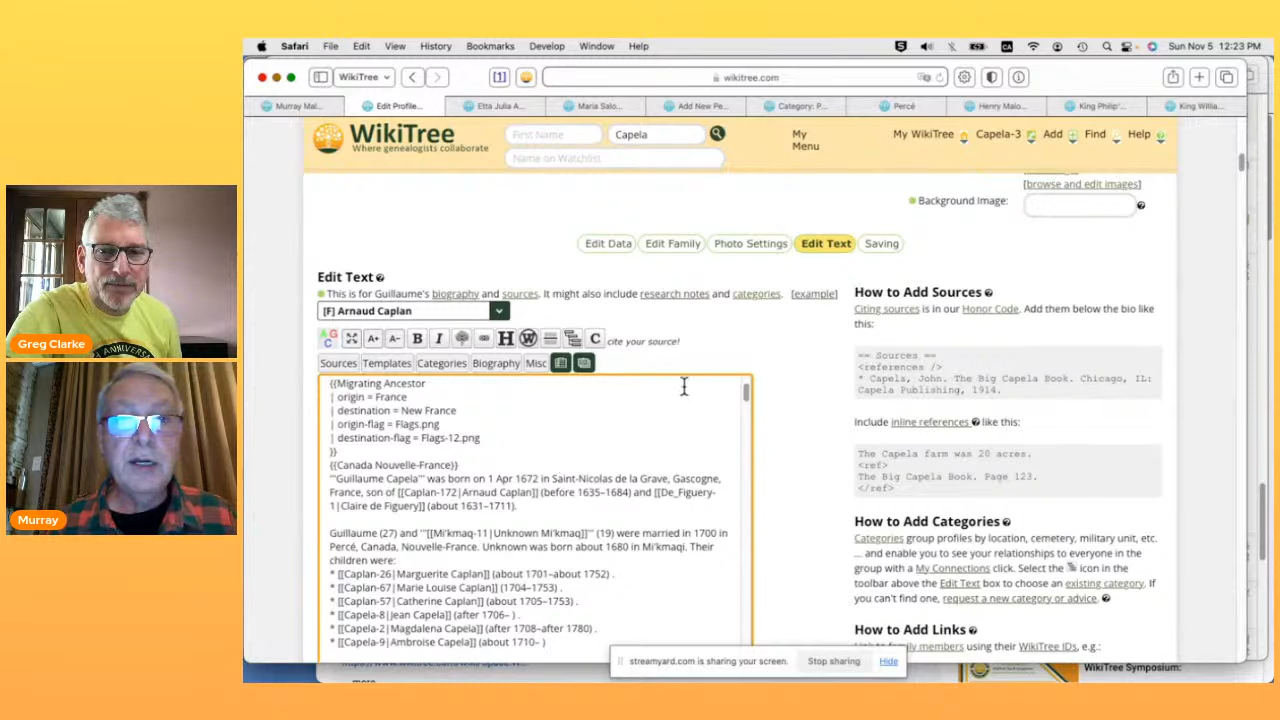 Safari File Edit View History Bookmarks Develop Window Help
CA
Sun Nov 5 12:23 PM
WikiTree
[1]
wikitree.com
Murray Mal...
Edit Profile...
Etta Julia A...
Maria Salo...
Add New Pe...
Category: P...
Percé
Henry Malo...
King Philip'...
King Willia...
WikiTree
Where genealogists collaborate
First Name
Capela
Name on Watchlist
My
Menu
My WikiTree
Capela-3
Add
Find
Help
[browse and edit images]
Background Image:
Edit Data
Edit Family
Photo Settings
Edit Text
Saving
Edit Text
This is for Guillaume's biography and sources. It might also include research notes and categories. [example]
[F] Arnaud Caplan
A G C A+ A- B I H W C cite your source!
Sources Templates Categories Biography Misc
{{Migrating Ancestor
| origin = France
| destination = New France
| origin-flag = Flags.png
| destination-flag = Flags-12.png
}}
{{Canada Nouvelle-France}}
'''Guillaume Capela''' was born on 1 Apr 1672 in Saint-Nicolas de la Grave, Gascogne,
France, son of [[Caplan-172|Arnaud Caplan]] (before 1635–1684) and [[De_Figuery-
1|Claire de Figuery]] (about 1631–1711).
Guillaume (27) and '''[[Mi'kmaq-11|Unknown Mi'kmaq]]''' (19) were married in 1700 in
Percé, Canada, Nouvelle-France. Unknown was born about 1680 in Mi'kmaqi. Their
children were:
* [[Caplan-26|Marguerite Caplan]] (about 1701–about 1752) .
* [[Caplan-67|Marie Louise Caplan]] (1704–1753) .
* [[Caplan-57|Catherine Caplan]] (about 1705–1753) .
* [[Capela-8|Jean Capela]] (after 1706– ) .
* [[Capela-2|Magdalena Capela]] (after 1708–after 1780) .
* [[Capela-9|Ambroise Capela]] (about 1710– )
How to Add Sources
Citing sources is in our Honor Code. Add them below the bio like
this:
== Sources ==
<references />
* Capela, John. The Big Capela Book. Chicago, IL:
Capela Publishing, 1914.
Include inline references like this:
The Capela farm was 20 acres.
<ref>
The Big Capela Book. Page 123.
</ref>
How to Add Categories
Categories group profiles by location, cemetery, military unit, etc.
... and enable you to see your relationships to everyone in the
group with a My Connections click. Select the icon in the
toolbar above the Edit Text box to choose an existing category. If
you can't find one, request a new category or advice.
How to Add Links
Link to family members using their WikiTree IDs, e.g.:
streamyard.com is sharing your screen.
Stop sharing
Hide
WikiTree Symposium:
more
Greg Clarke
Murray